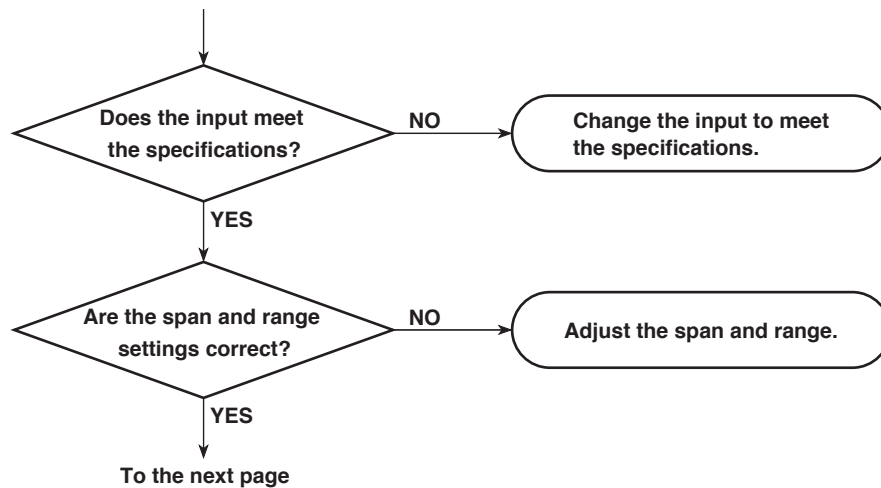 Does the input meet
the specifications?
NO
Change the input to meet
the specifications.
YES
Are the span and range
settings correct?
NO
Adjust the span and range.
YES
To the next page